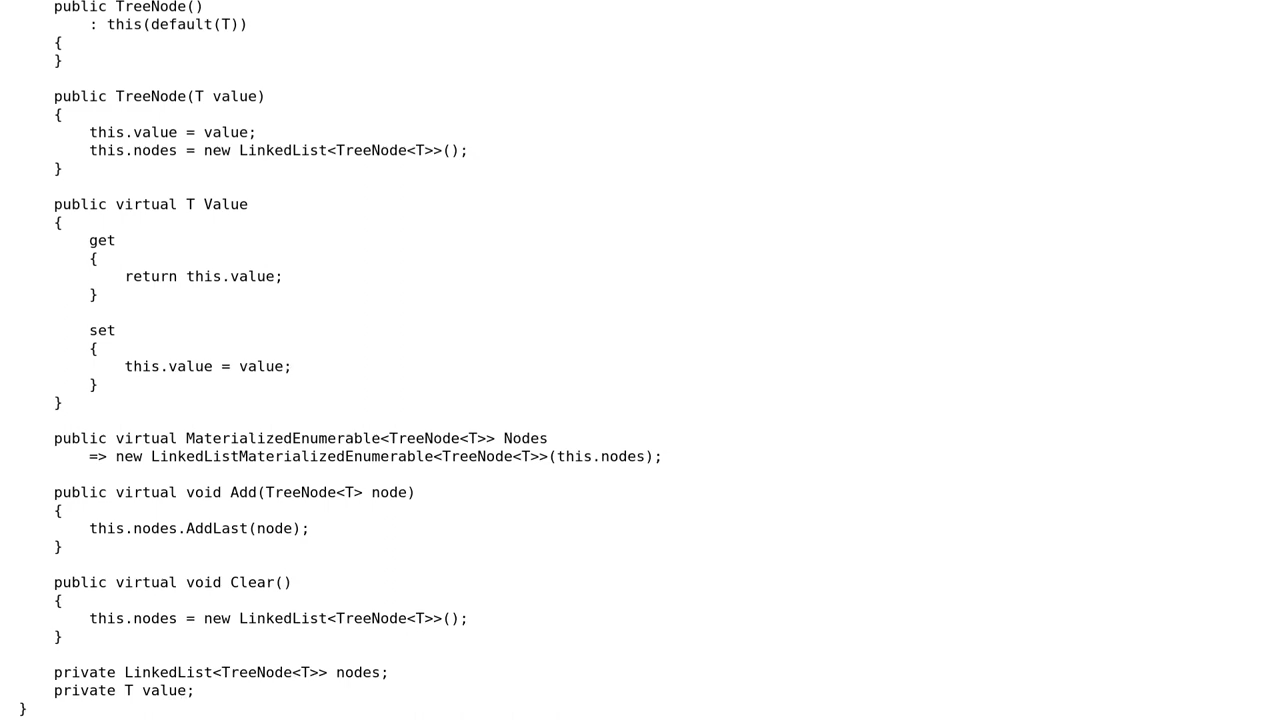 public TreeNode()
: this(default(T))
{
}
public TreeNode(T value)
{
this.value = value;
this.nodes = new LinkedList<TreeNode<T>>();
}
public virtual T Value
{
get
{
return this.value;
}
set
{
this.value = value;
}
}
public virtual MaterializedEnumerable<TreeNode<T>> Nodes
=> new LinkedListMaterializedEnumerable<TreeNode<T>>(this.nodes);
public virtual void Add(TreeNode<T> node)
{
this.nodes.AddLast(node);
}
public virtual void Clear()
{
this.nodes = new LinkedList<TreeNode<T>>();
}
private LinkedList<TreeNode<T>> nodes;
private T value;
}